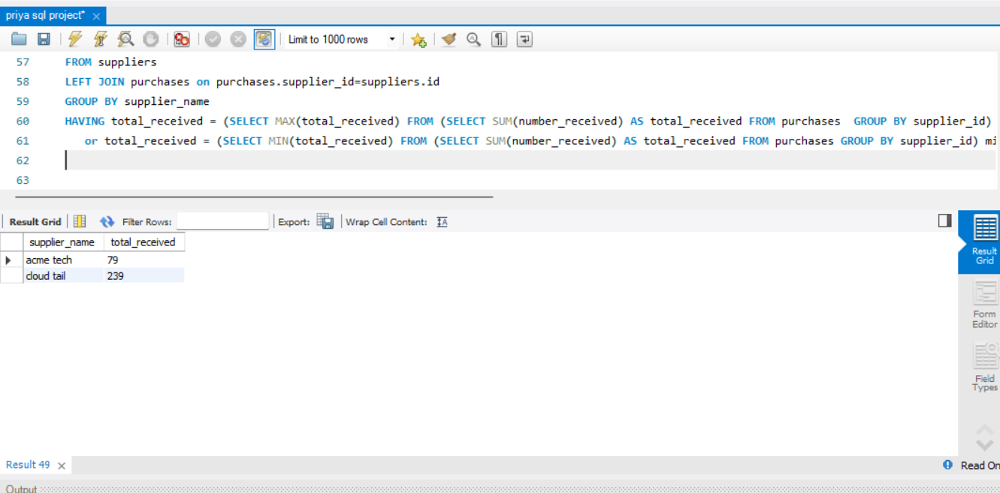 priya sql project*
Limit to 1000 rows
57 FROM suppliers
58 LEFT JOIN purchases on purchases.supplier_id=suppliers.id
59 GROUP BY supplier_name
60 HAVING total_received = (SELECT MAX(total_received) FROM (SELECT SUM(number_received) AS total_received FROM purchases  GROUP BY supplier_id)
61 or total_received = (SELECT MIN(total_received) FROM (SELECT SUM(number_received) AS total_received FROM purchases GROUP BY supplier_id) mi
62
63
Result Grid Filter Rows: Export: Wrap Cell Content:
supplier_name total_received
acme tech 79
cloud tail 239
Result Grid
Form Editor
Field Types
Result 49 Read On
Output